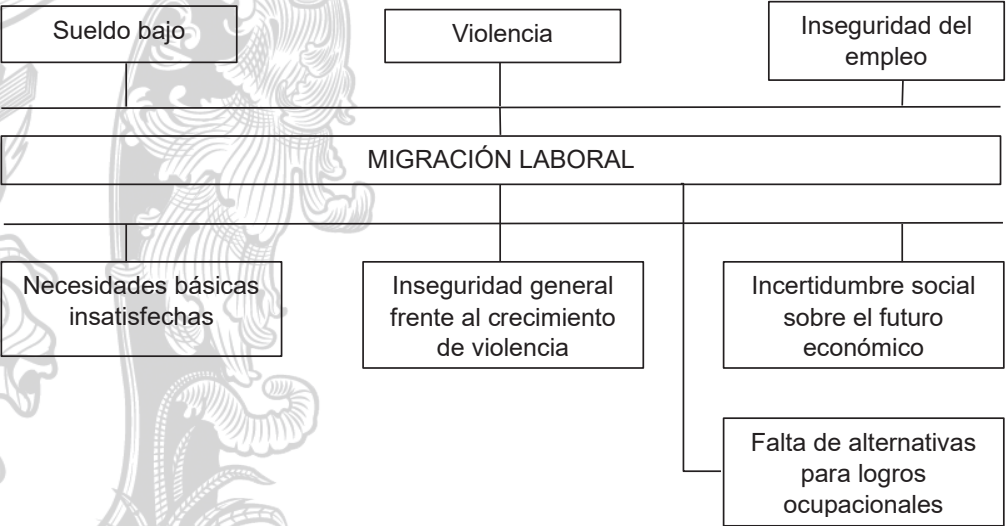 Sueldo bajo
Violencia
Inseguridad del
empleo
MIGRACIÓN LABORAL
Necesidades básicas
insatisfechas
Inseguridad general
frente al crecimiento
de violencia
Incertidumbre social
sobre el futuro
económico
Falta de alternativas
para logros
ocupacionales